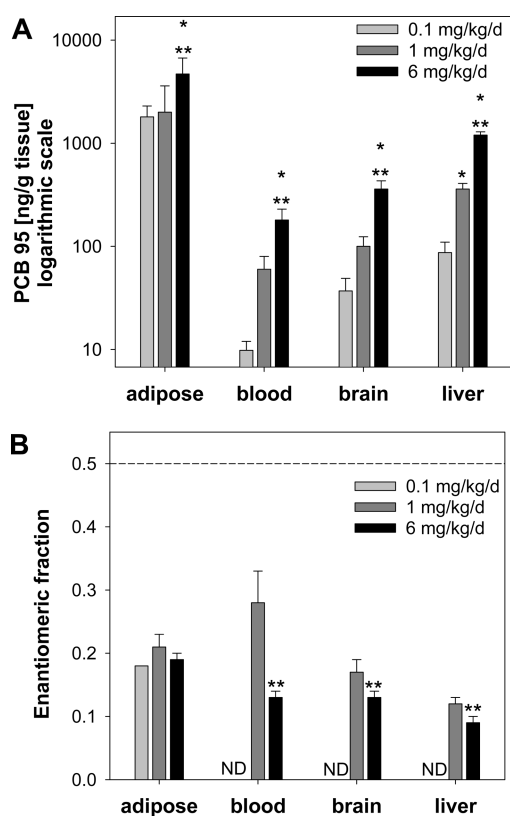 A
0.1 mg/kg/d
1 mg/kg/d
6 mg/kg/d
PCB 95 [ng/g tissue]
logarithmic scale
10000
1000
100
10
*
**
*
**
*
**
*
*
**
adipose
blood
brain
liver
B
0.1 mg/kg/d
1 mg/kg/d
6 mg/kg/d
Enantiomeric fraction
0.5
0.4
0.3
0.2
0.1
0.0
ND
**
ND
**
ND
**
adipose
blood
brain
liver